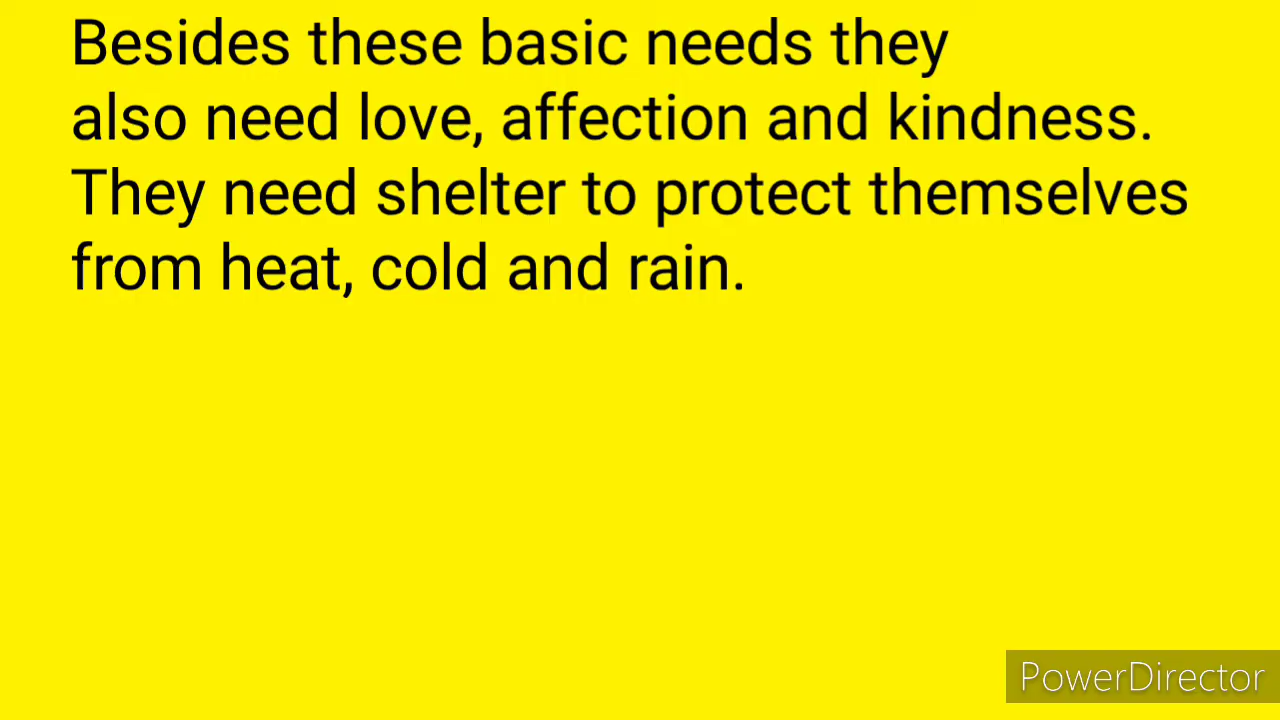 Besides these basic needs they
also need love, affection and kindness.
They need shelter to protect themselves
from heat, cold and rain.
PowerDirector